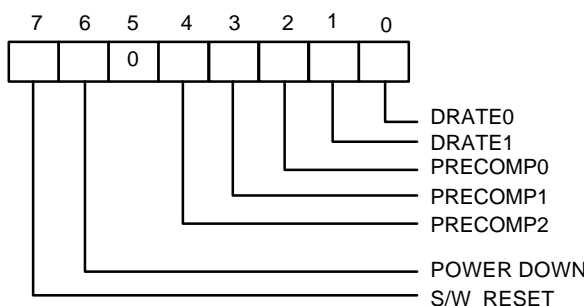 7 6 5 4 3 2 1 0
0
DRATE0
DRATE1
PRECOMP0
PRECOMP1
PRECOMP2
POWER DOWN
S/W RESET